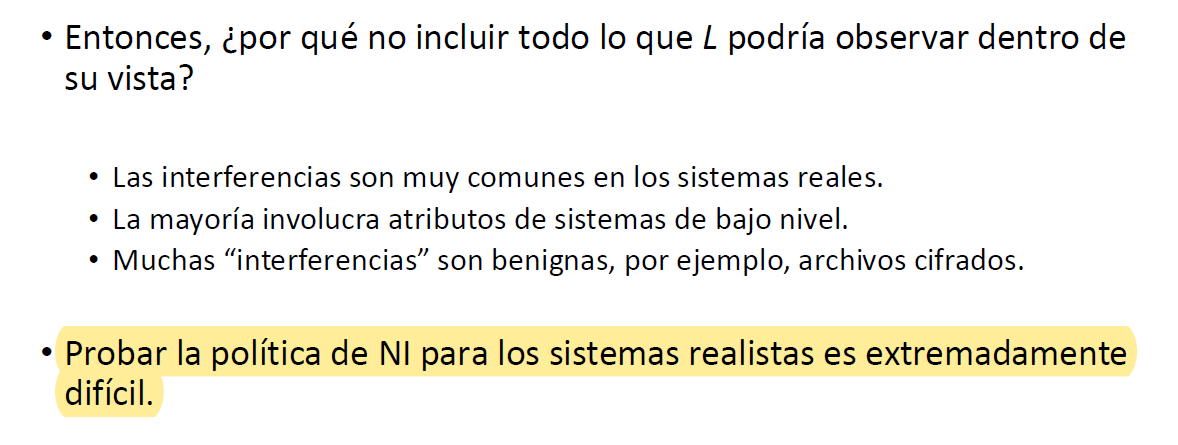 • Entonces, ¿por qué no incluir todo lo que L podría observar dentro de
su vista?
• Las interferencias son muy comunes en los sistemas reales.
• La mayoría involucra atributos de sistemas de bajo nivel.
• Muchas “interferencias” son benignas, por ejemplo, archivos cifrados.
• Probar la política de NI para los sistemas realistas es extremadamente
difícil.